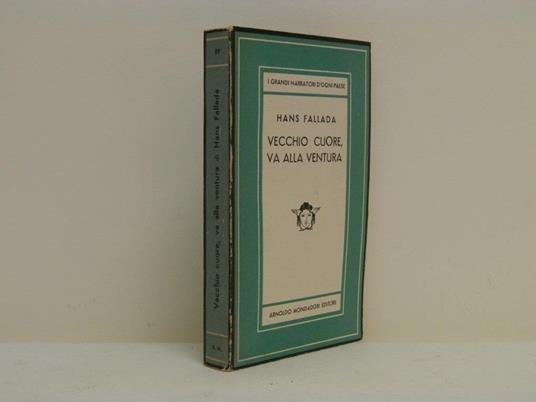 I GRANDI NARRATORI D'OGNI PAESE
HANS FALLADA
VECCHIO CUORE,
VA ALLA VENTURA
ARNOLDO MONDADORI EDITORE
Vecchio cuore, va alla ventura di Hans Fallada